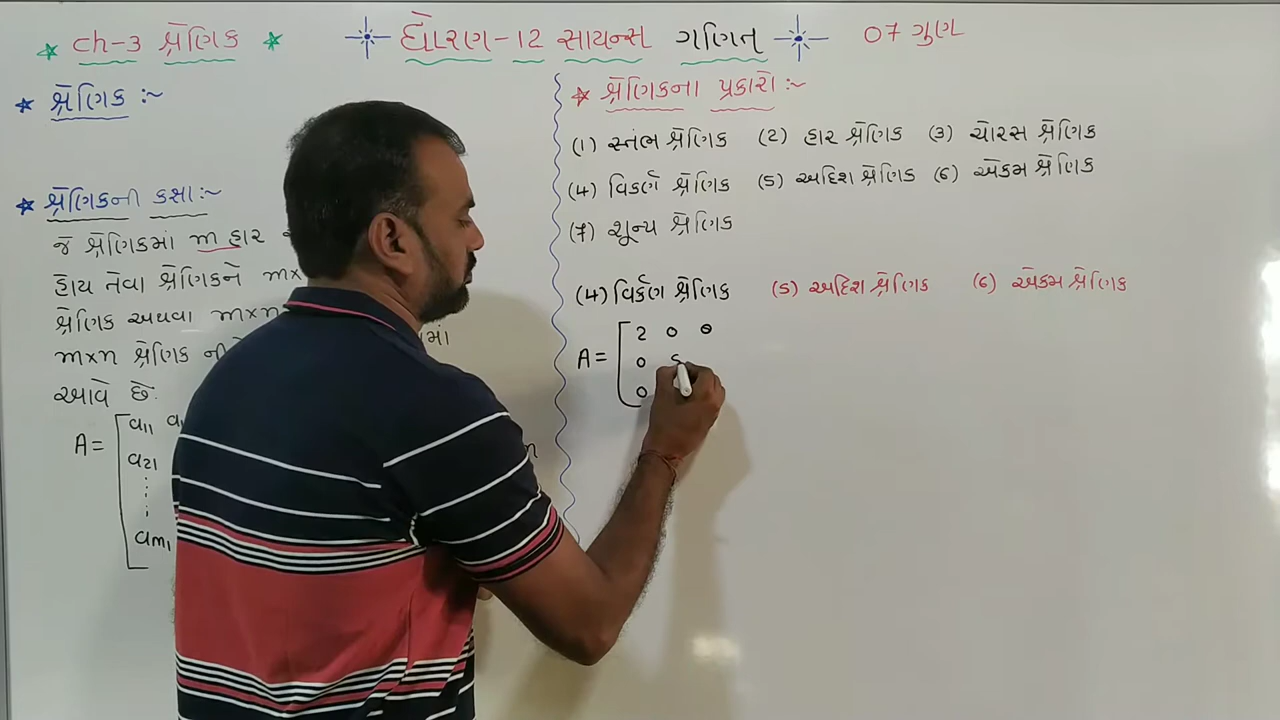 ch-3 શ્રેણિક
ધોરણ-12 સાયન્સ ગણિત
07 ગુણ
શ્રેણિક :~
શ્રેણિકની કક્ષા:~
જે શ્રેણિકમાં m હાર
હોય તેવા શ્રેણિકને
શ્રેણિક અથવા m×n
m×n શ્રેણિક
આવે છે.
A= a11
a21
am1
શ્રેણિકના પ્રકારો:~
(1) સ્તંભ શ્રેણિક (2) હાર શ્રેણિક (3) ચોરસ શ્રેણિક
(4) વિકર્ણ શ્રેણિક (5) અદિશ શ્રેણિક (6) એકમ શ્રેણિક
(7) શૂન્ય શ્રેણિક
(4) વિર્કણ શ્રેણિક (5) અદિશ શ્રેણિક (6) એકમ શ્રેણિક
2 0 0
A= 0
0